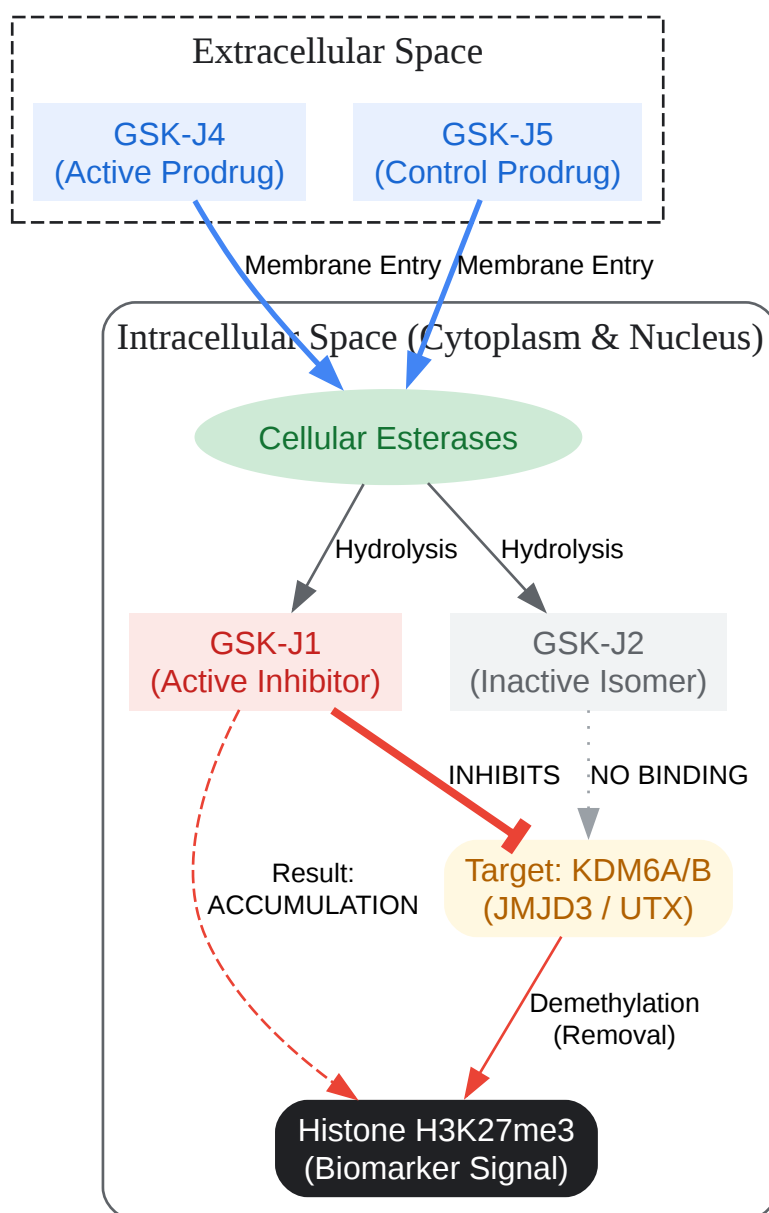 Extracellular Space
GSK-J4
(Active Prodrug)
GSK-J5
(Control Prodrug)
Membrane Entry
Membrane Entry
Intracellular Space (Cytoplasm & Nucleus)
Cellular Esterases
Hydrolysis
Hydrolysis
GSK-J1
(Active Inhibitor)
GSK-J2
(Inactive Isomer)
INHIBITS
NO BINDING
Result:
ACCUMULATION
Target: KDM6A/B
(JMJD3 / UTX)
Demethylation
(Removal)
Histone H3K27me3
(Biomarker Signal)